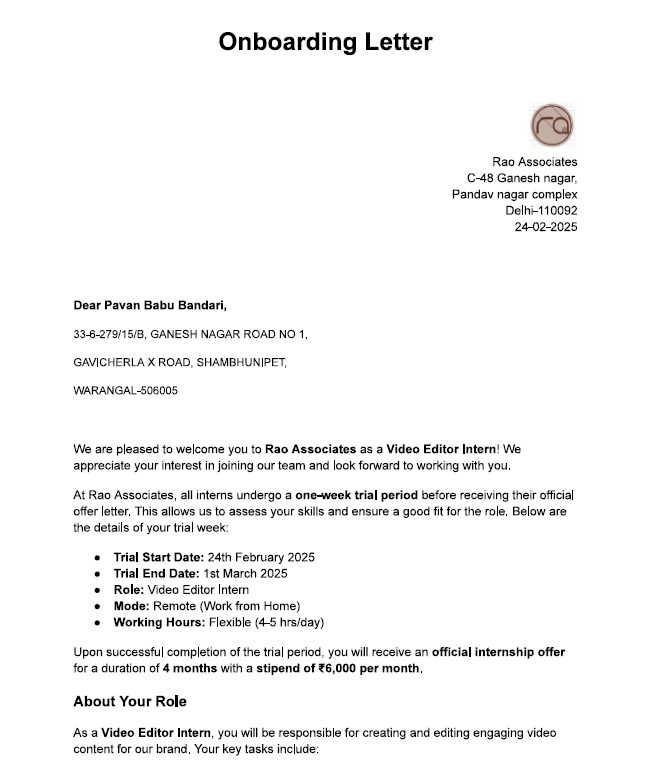 Onboarding Letter
ra
Rao Associates
C-48 Ganesh nagar,
Pandav nagar complex
Delhi-110092
24-02-2025
Dear Pavan Babu Bandari,
33-6-279/15/B, GANESH NAGAR ROAD NO 1,
GAVICHERLA X ROAD, SHAMBHUNIPET,
WARANGAL-506005
We are pleased to welcome you to Rao Associates as a Video Editor Intern! We
appreciate your interest in joining our team and look forward to working with you.
At Rao Associates, all interns undergo a one-week trial period before receiving their official
offer letter. This allows us to assess your skills and ensure a good fit for the role. Below are
the details of your trial week:
● Trial Start Date: 24th February 2025
● Trial End Date: 1st March 2025
● Role: Video Editor Intern
● Mode: Remote (Work from Home)
● Working Hours: Flexible (4-5 hrs/day)
Upon successful completion of the trial period, you will receive an official internship offer
for a duration of 4 months with a stipend of ₹6,000 per month.
About Your Role
As a Video Editor Intern, you will be responsible for creating and editing engaging video
content for our brand. Your key tasks include: